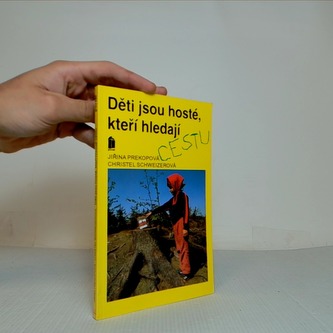 Děti jsou hosté,
kteří hledají
CESTU
JIŘINA PREKOPOVÁ
CHRISTEL SCHWEIZEROVÁ